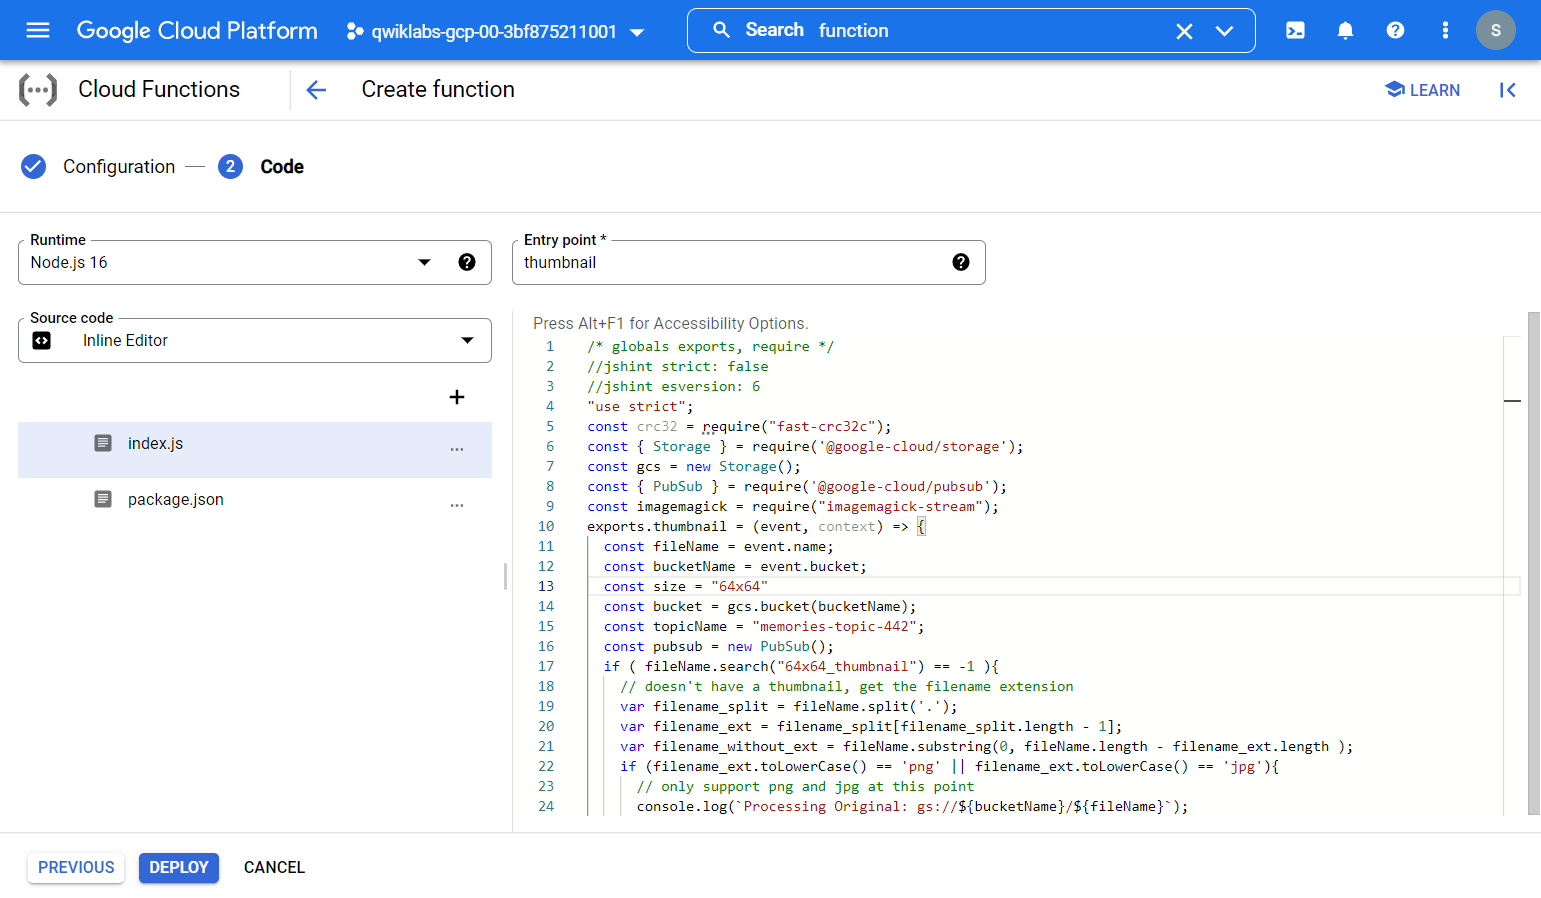 Google Cloud Platform qwiklabs-gcp-00-3bf875211001 Search function S
Cloud Functions Create function LEARN
Configuration 2 Code
Runtime
Node.js 16
Entry point *
thumbnail
Source code
Inline Editor
index.js ...
package.json ...
Press Alt+F1 for Accessibility Options.
1 /* globals exports, require */
2 //jshint strict: false
3 //jshint esversion: 6
4 "use strict";
5 const crc32 = require("fast-crc32c");
6 const { Storage } = require('@google-cloud/storage');
7 const gcs = new Storage();
8 const { PubSub } = require('@google-cloud/pubsub');
9 const imagemagick = require("imagemagick-stream");
10 exports.thumbnail = (event, context) => {
11 const fileName = event.name;
12 const bucketName = event.bucket;
13 const size = "64x64"
14 const bucket = gcs.bucket(bucketName);
15 const topicName = "memories-topic-442";
16 const pubsub = new PubSub();
17 if ( fileName.search("64x64_thumbnail") == -1 ){
18 // doesn't have a thumbnail, get the filename extension
19 var filename_split = fileName.split('.');
20 var filename_ext = filename_split[filename_split.length - 1];
21 var filename_without_ext = fileName.substring(0, fileName.length - filename_ext.length );
22 if (filename_ext.toLowerCase() == 'png' || filename_ext.toLowerCase() == 'jpg'){
23 // only support png and jpg at this point
24 console.log(`Processing Original: gs://${bucketName}/${fileName}`);
PREVIOUS DEPLOY CANCEL